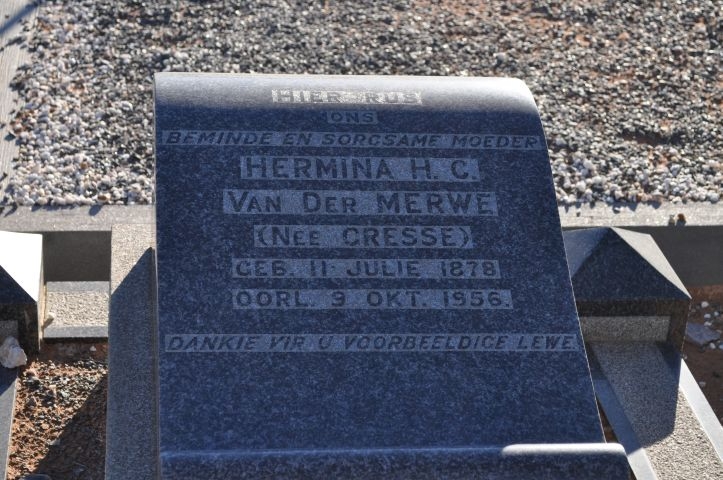 HIER RUS
ONS
BEMINDE EN SORGSAME MOEDER
HERMINA H. C.
VAN DER MERWE
(NEE CRESSE)
GEB. 11 JULIE 1878
OORL. 9 OKT. 1956.
DANKIE VIR U VOORBEELDIGE LEWE.